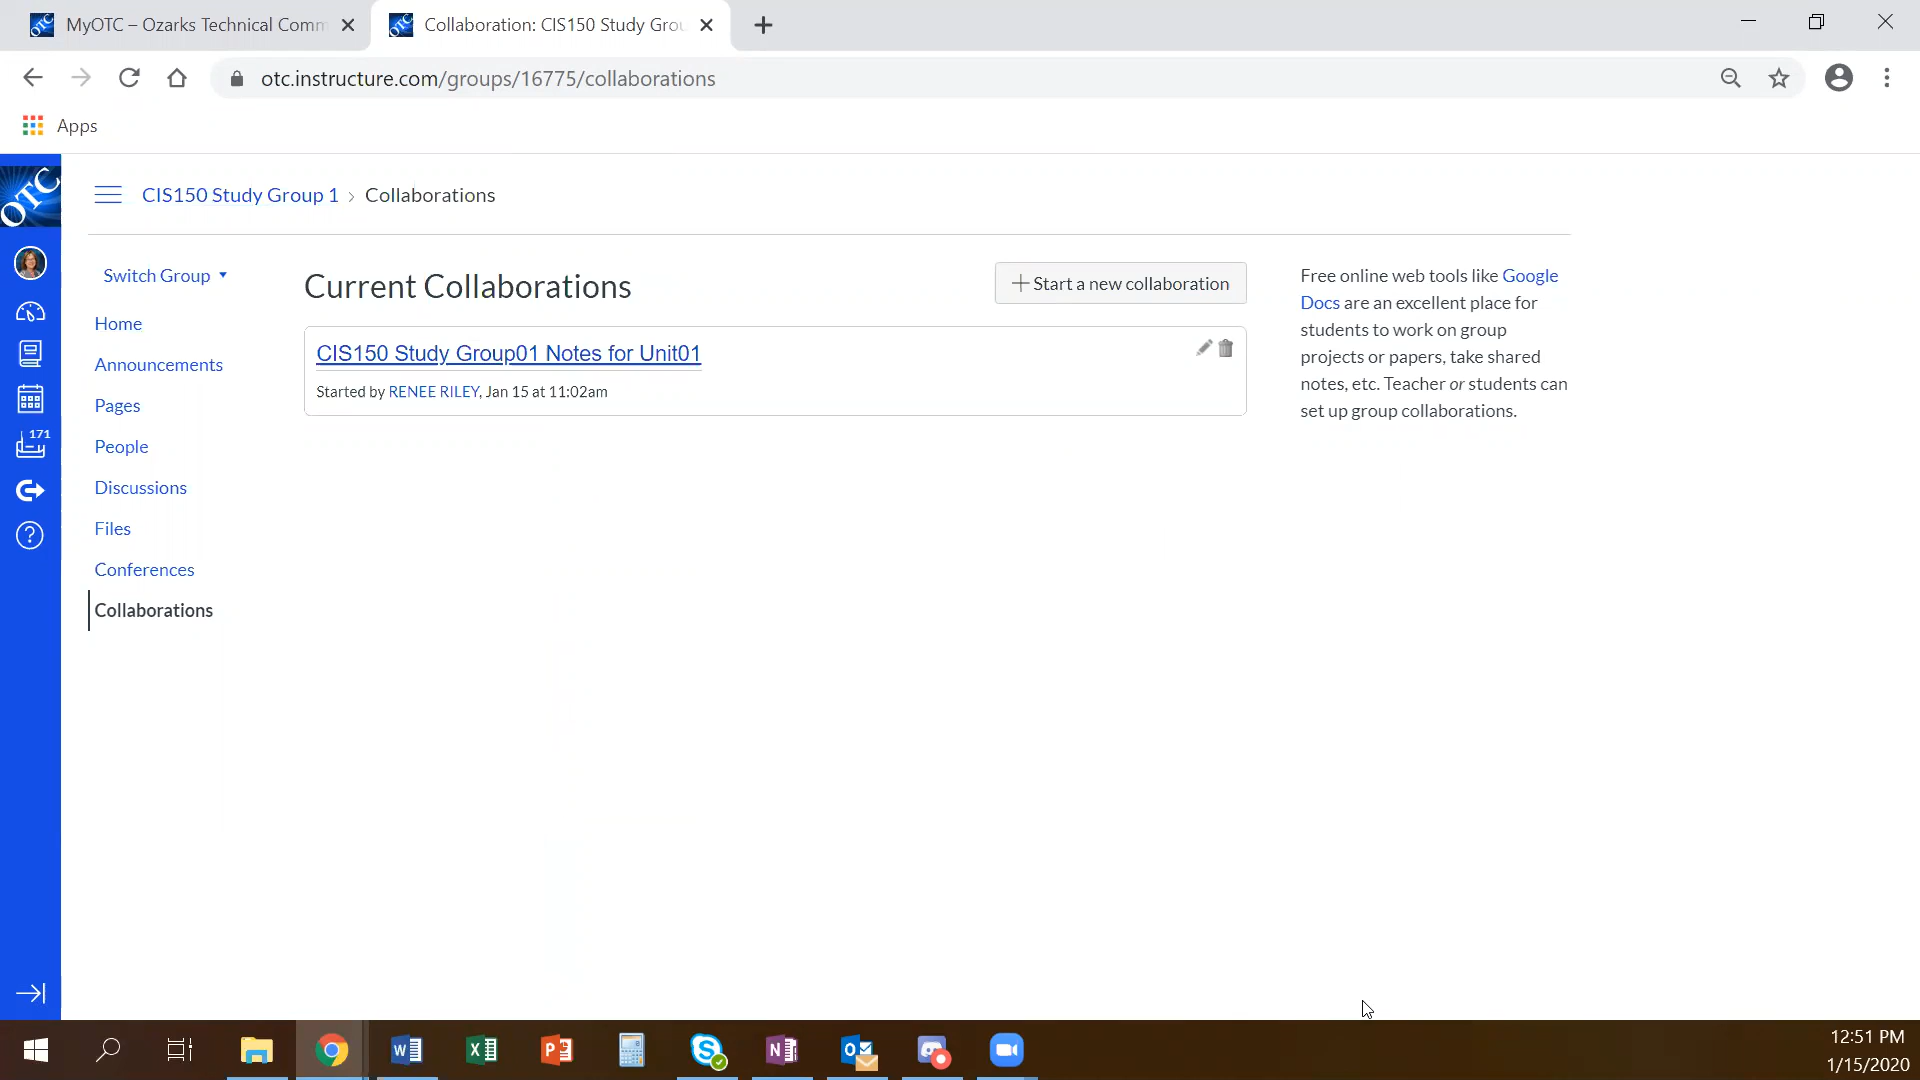 MyOTC – Ozarks Technical Comm
Collaboration: CIS150 Study Grou
otc.instructure.com/groups/16775/collaborations
Apps
OTC
CIS150 Study Group 1 › Collaborations
Switch Group
Home
Announcements
Pages
People
Discussions
Files
Conferences
Collaborations
171
Current Collaborations
Start a new collaboration
CIS150 Study Group01 Notes for Unit01
Started by RENEE RILEY, Jan 15 at 11:02am
Free online web tools like Google
Docs are an excellent place for
students to work on group
projects or papers, take shared
notes, etc. Teacher or students can
set up group collaborations.
12:51 PM
1/15/2020